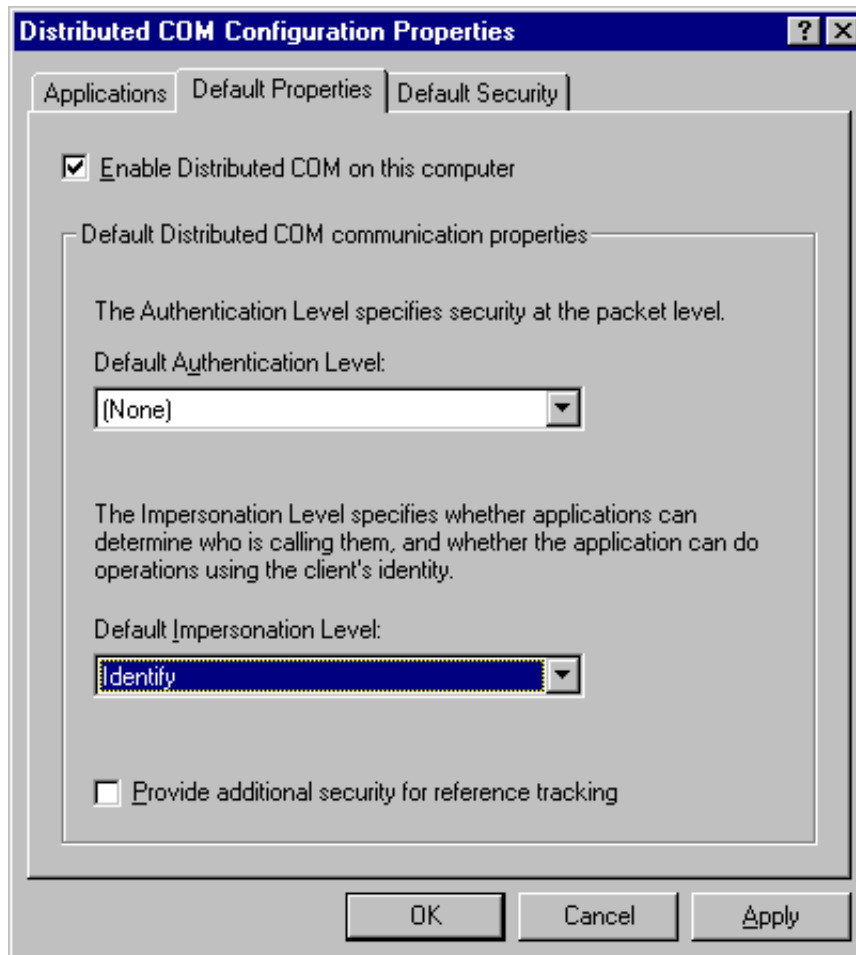 Distributed COM Configuration Properties
Applications
Default Properties
Default Security
Enable Distributed COM on this computer
Default Distributed COM communication properties
The Authentication Level specifies security at the packet level.
Default Authentication Level:
(None)
The Impersonation Level specifies whether applications can
determine who is calling them, and whether the application can do
operations using the client's identity.
Default Impersonation Level:
Identify
Provide additional security for reference tracking
OK
Cancel
Apply